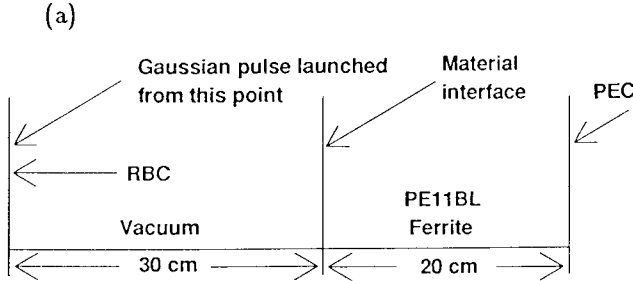 (a)
Gaussian pulse launched
from this point
Material
interface
PEC
RBC
PE11BL
Vacuum
Ferrite
30 cm
20 cm